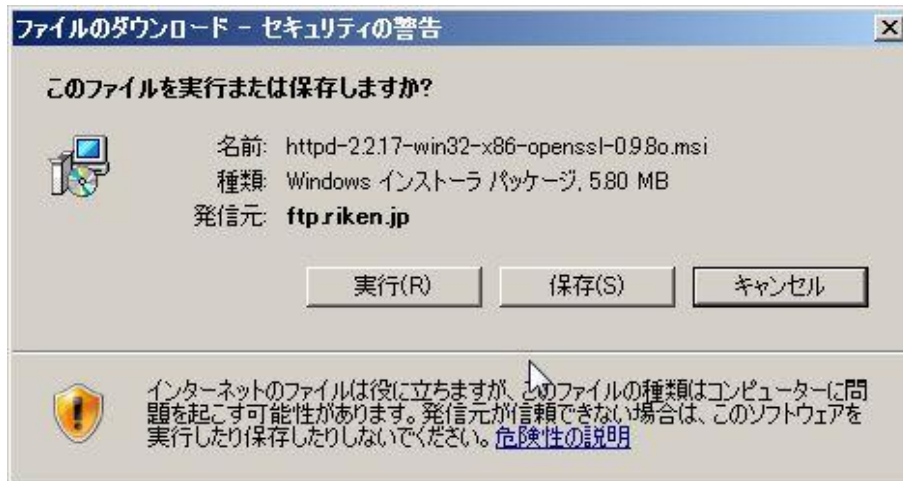 ファイルのダウンロード - セキュリティの警告
このファイルを実行または保存しますか?
名前: httpd-2.2.17-win32-x86-openssl-0.9.8o.msi
種類: Windows インストーラ パッケージ, 5.80 MB
発信元: ftp.riken.jp
実行(R) 保存(S) キャンセル
インターネットのファイルは役に立ちますが、このファイルの種類はコンピューターに問
題を起こす可能性があります。発信元が信頼できない場合は、このソフトウェアを
実行したり保存したりしないでください。危険性の説明